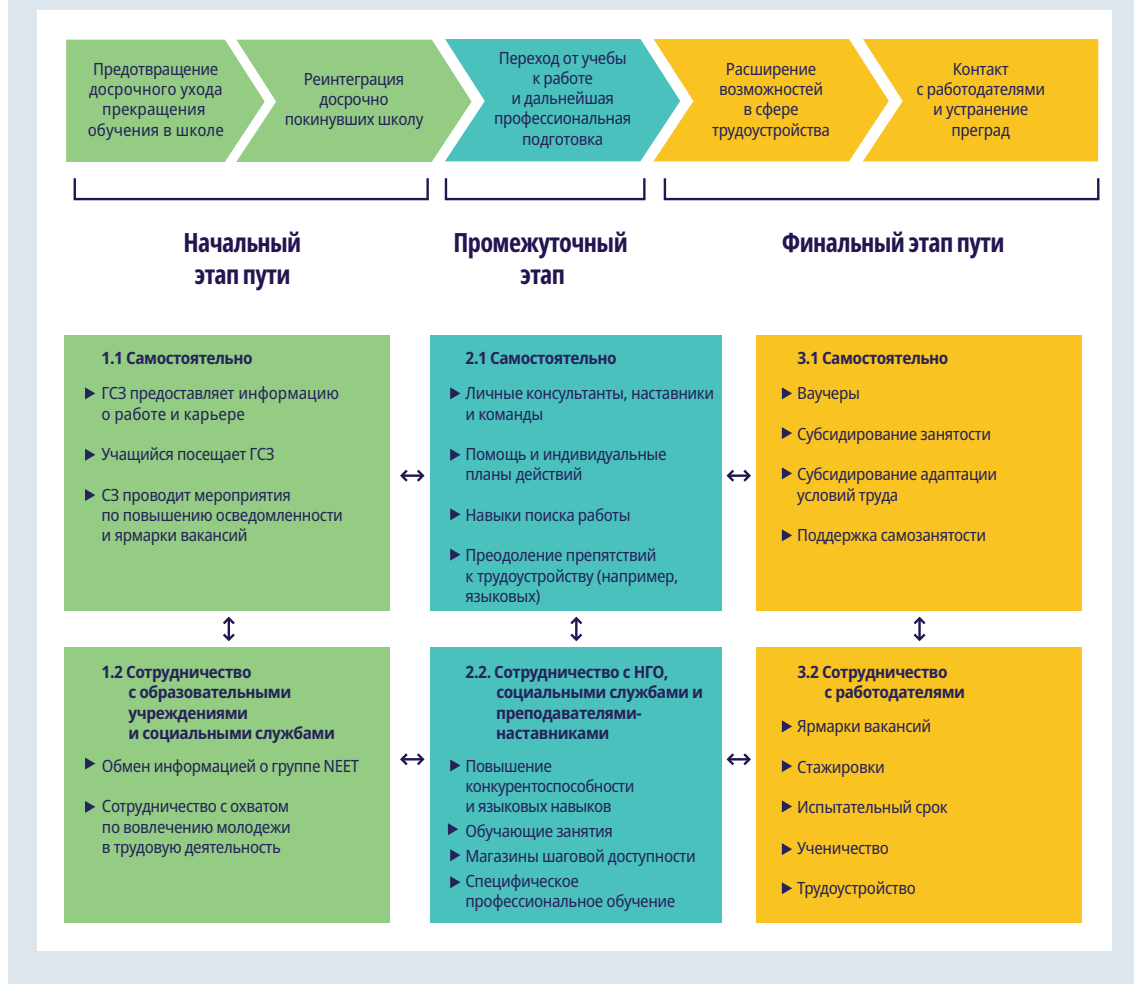 Предотвращение
досрочного ухода
прекращения
обучения в школе
Реинтеграция
досрочно
покинувших школу
Переход от учебы
к работе
и дальнейшая
профессиональная
подготовка
Расширение
возможностей
в сфере
трудоустройства
Контакт
с работодателями
и устранение
преград
Начальный
этап пути
Промежуточный
этап
Финальный этап пути
1.1 Самостоятельно
▶ ГСЗ предоставляет информацию
о работе и карьере
▶ Учащийся посещает ГСЗ
▶ СЗ проводит мероприятия
по повышению осведомленности
и ярмарки вакансий
2.1 Самостоятельно
▶ Личные консультанты, наставники
и команды
▶ Помощь и индивидуальные
планы действий
▶ Навыки поиска работы
▶ Преодоление препятствий
к трудоустройству (например,
языковых)
3.1 Самостоятельно
▶ Ваучеры
▶ Субсидирование занятости
▶ Субсидирование адаптации
условий труда
▶ Поддержка самозанятости
1.2 Сотрудничество
с образовательными
учреждениями
и социальными службами
▶ Обмен информацией о группе NEET
▶ Сотрудничество с охватом
по вовлечению молодежи
в трудовую деятельность
2.2. Сотрудничество с НГО,
социальными службами и
преподавателями-
наставниками
▶ Повышение
конкурентоспособности
и языковых навыков
▶ Обучающие занятия
▶ Магазины шаговой доступности
▶ Специфическое
профессиональное обучение
3.2 Сотрудничество
с работодателями
▶ Ярмарки вакансий
▶ Стажировки
▶ Испытательный срок
▶ Ученичество
▶ Трудоустройство